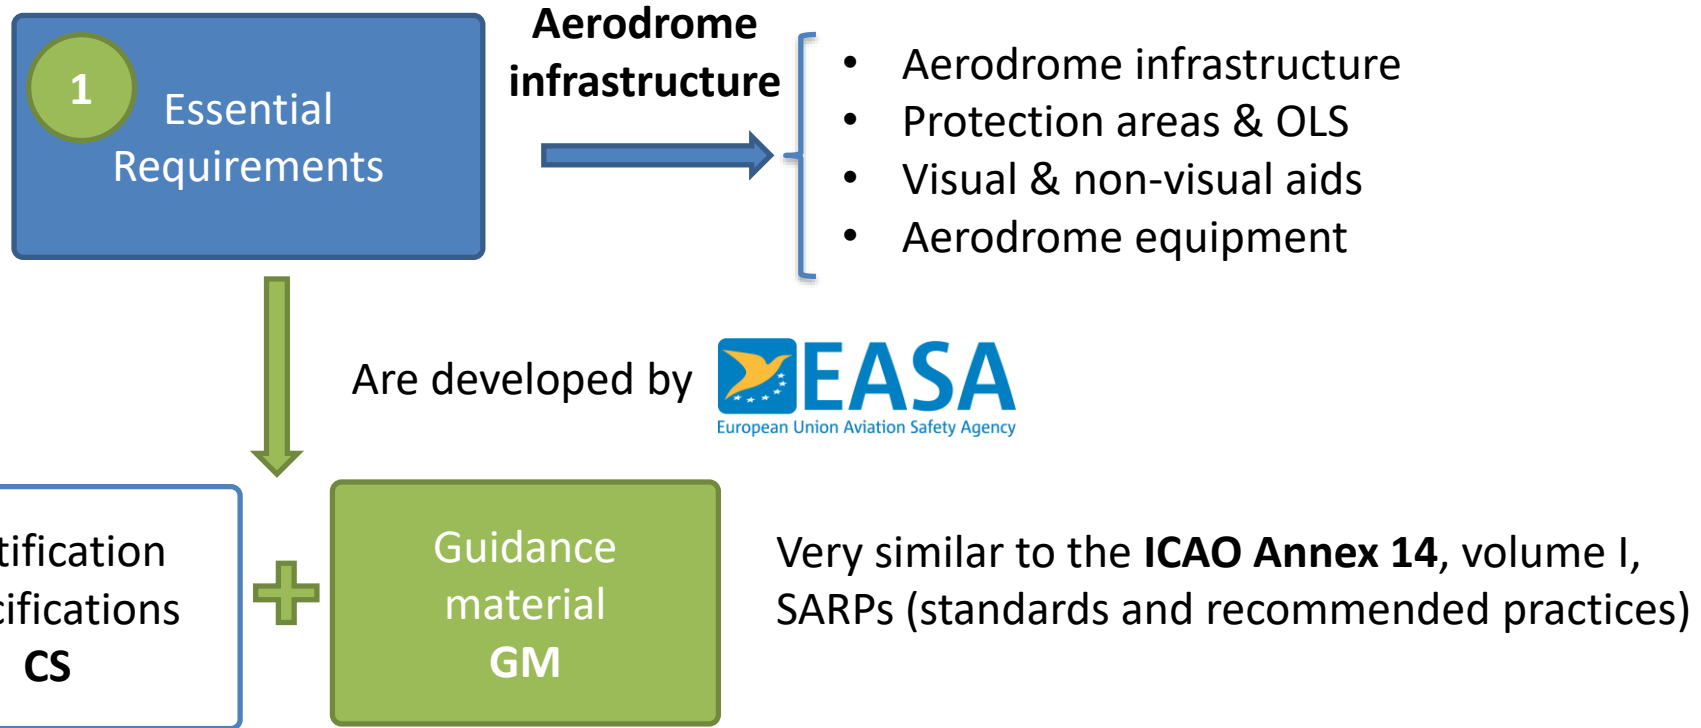 1
Essential
Requirements
Aerodrome
infrastructure
• Aerodrome infrastructure
• Protection areas & OLS
• Visual & non-visual aids
• Aerodrome equipment
Are developed by
EASA
European Union Aviation Safety Agency
tification
cifications
CS
Guidance
material
GM
Very similar to the ICAO Annex 14, volume I,
SARPs (standards and recommended practices)